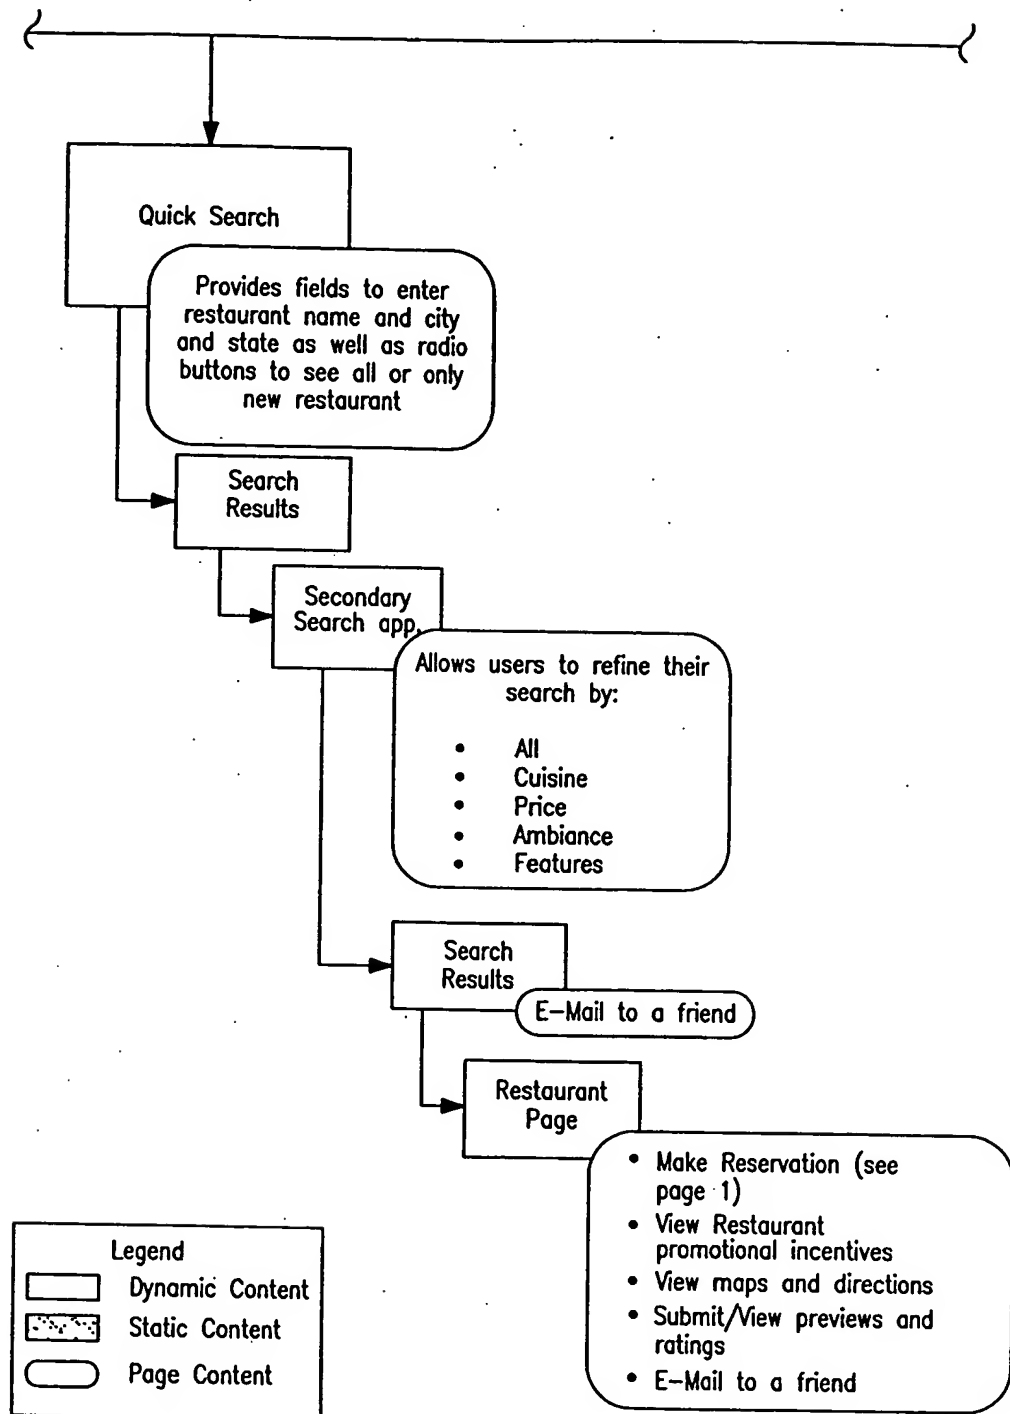 Quick Search
Provides fields to enter
restaurant name and city
and state as well as radio
buttons to see all or only
new restaurant
Search
Results
Secondary
Search app.
Allows users to refine their
search by:
• All
• Cuisine
• Price
• Ambiance
• Features
Search
Results
E-Mail to a friend
Restaurant
Page
• Make Reservation (see
page 1)
• View Restaurant
promotional incentives
• View maps and directions
• Submit/View previews and
ratings
• E-Mail to a friend
Legend
Dynamic Content
Static Content
Page Content